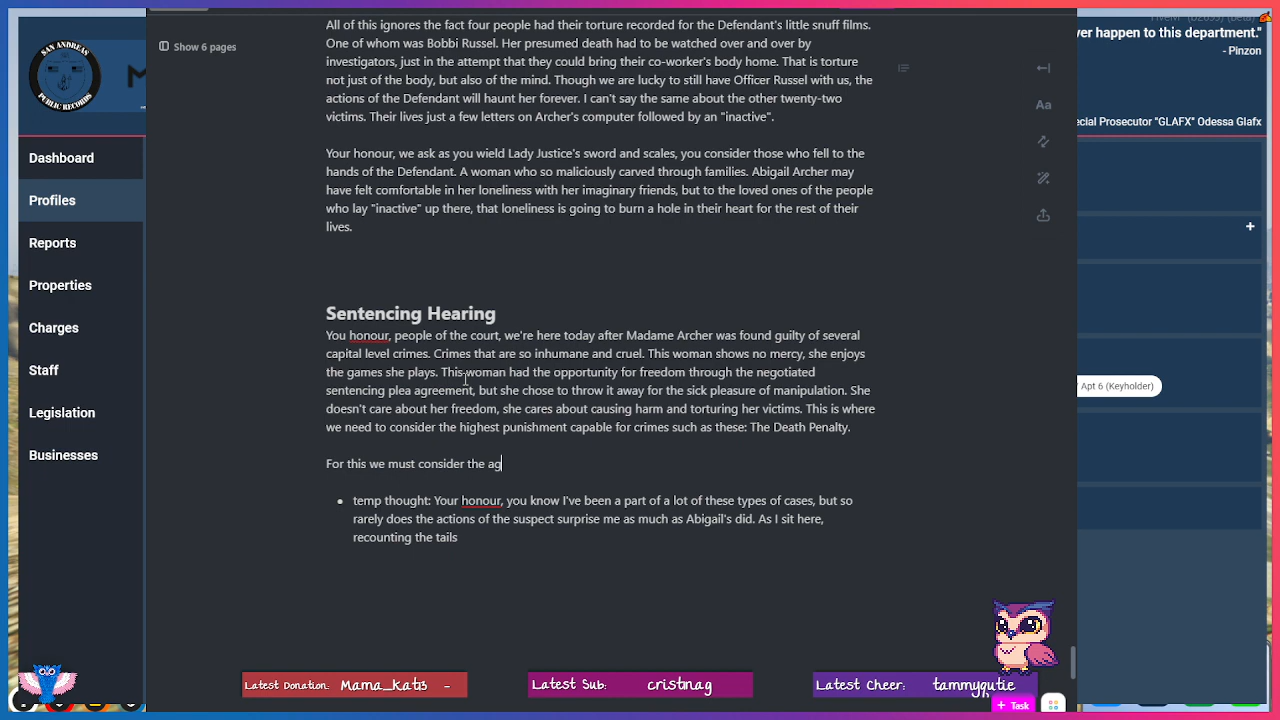 All of this ignores the fact four people had their torture recorded for the Defendant's little snuff films.
One of whom was Bobbi Russel. Her presumed death had to be watched over and over by
investigators, just in the attempt that they could bring their co-worker's body home. That is torture
not just of the body, but also of the mind. Though we are lucky to still have Officer Russel with us, the
actions of the Defendant will haunt her forever. I can't say the same about the other twenty-two
victims. Their lives just a few letters on Archer's computer followed by an "inactive".
Your honour, we ask as you wield Lady Justice's sword and scales, you consider those who fell to the
hands of the Defendant. A woman who so maliciously carved through families. Abigail Archer may
have felt comfortable in her loneliness with her imaginary friends, but to the loved ones of the people
who lay "inactive" up there, that loneliness is going to burn a hole in their heart for the rest of their
lives.
Sentencing Hearing
You honour, people of the court, we're here today after Madame Archer was found guilty of several
capital level crimes. Crimes that are so inhumane and cruel. This woman shows no mercy, she enjoys
the games she plays. This woman had the opportunity for freedom through the negotiated
sentencing plea agreement, but she chose to throw it away for the sick pleasure of manipulation. She
doesn't care about her freedom, she cares about causing harm and torturing her victims. This is where
we need to consider the highest punishment capable for crimes such as these: The Death Penalty.
For this we must consider the ag
temp thought: Your honour, you know I've been a part of a lot of these types of cases, but so
rarely does the actions of the suspect surprise me as much as Abigail's did. As I sit here,
recounting the tails
Show 6 pages
Aa
SAN ANDREAS
PUBLIC RECORDS
M
Dashboard
Profiles
Reports
Properties
Charges
Staff
Legislation
Businesses
ver happen to this department."
- Pinzon
ecial Prosecutor "GLAFX" Odessa Glafx
+
Apt 6 (Keyholder)
Latest Donation: Mama_kat13 -
Latest Sub: cristinag
Latest Cheer: tammyqutie
+ Task